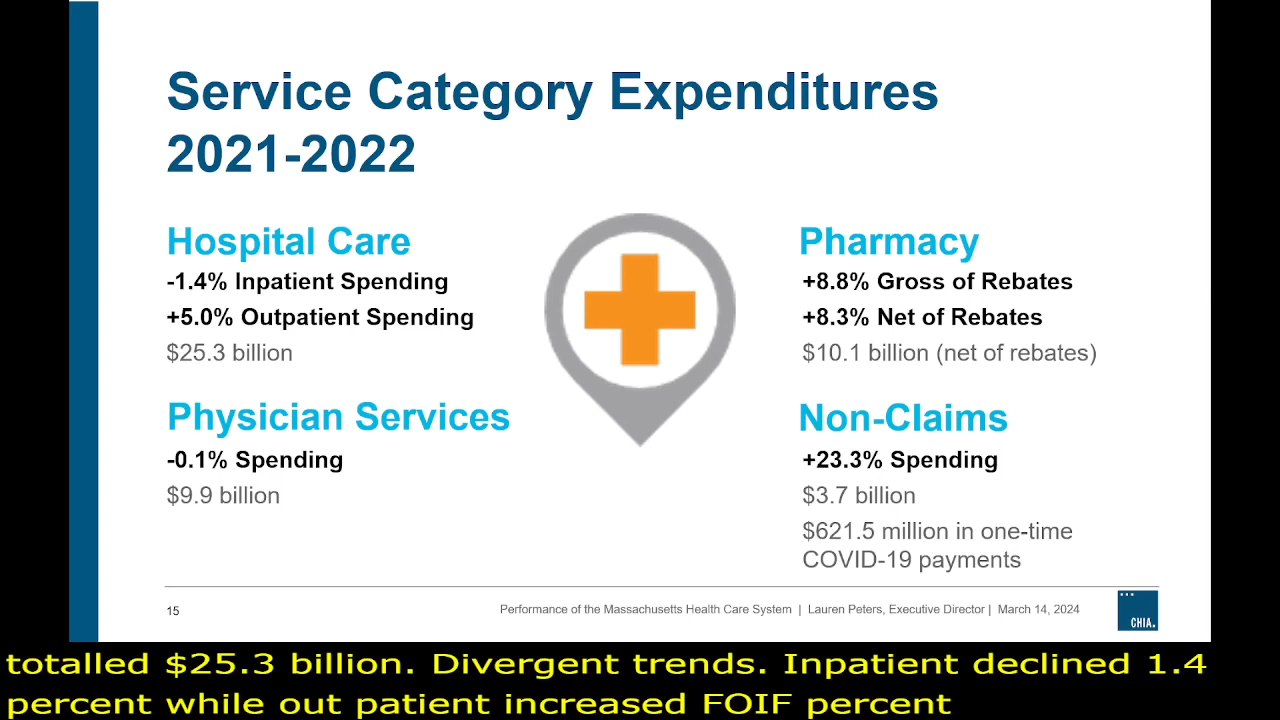 Service Category Expenditures
2021-2022
Hospital Care
-1.4% Inpatient Spending
+5.0% Outpatient Spending
$25.3 billion
Physician Services
-0.1% Spending
$9.9 billion
Pharmacy
+8.8% Gross of Rebates
+8.3% Net of Rebates
$10.1 billion (net of rebates)
Non-Claims
+23.3% Spending
$3.7 billion
$621.5 million in one-time
COVID-19 payments
15
Performance of the Massachusetts Health Care System | Lauren Peters, Executive Director | March 14, 2024
CHIA.
totalled $25.3 billion. Divergent trends. Inpatient declined 1.4
percent while out patient increased FOIF percent